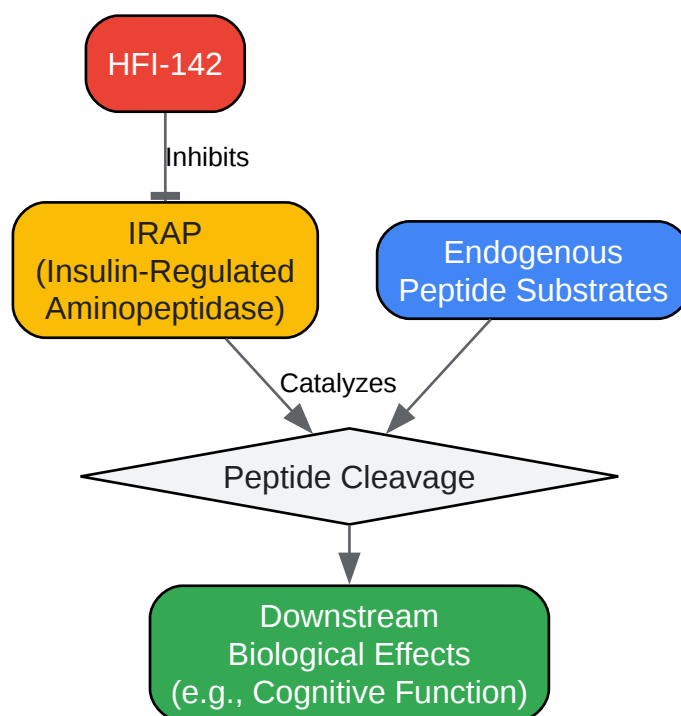 HFI-142
Inhibits
IRAP
(Insulin-Regulated
Aminopeptidase)
Endogenous
Peptide Substrates
Catalyzes
Peptide Cleavage
Downstream
Biological Effects
(e.g., Cognitive Function)